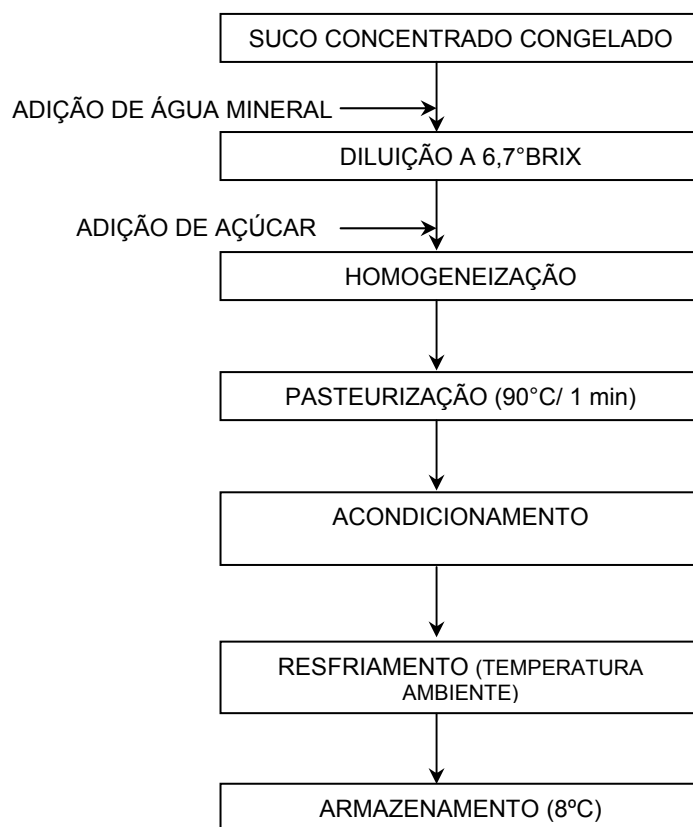 SUCO CONCENTRADO CONGELADO
ADIÇÃO DE ÁGUA MINERAL
DILUIÇÃO A 6,7°BRIX
ADIÇÃO DE AÇÚCAR
HOMOGENEIZAÇÃO
PASTEURIZAÇÃO (90°C/ 1 min)
ACONDICIONAMENTO
RESFRIAMENTO (TEMPERATURA
AMBIENTE)
ARMAZENAMENTO (8ºC)